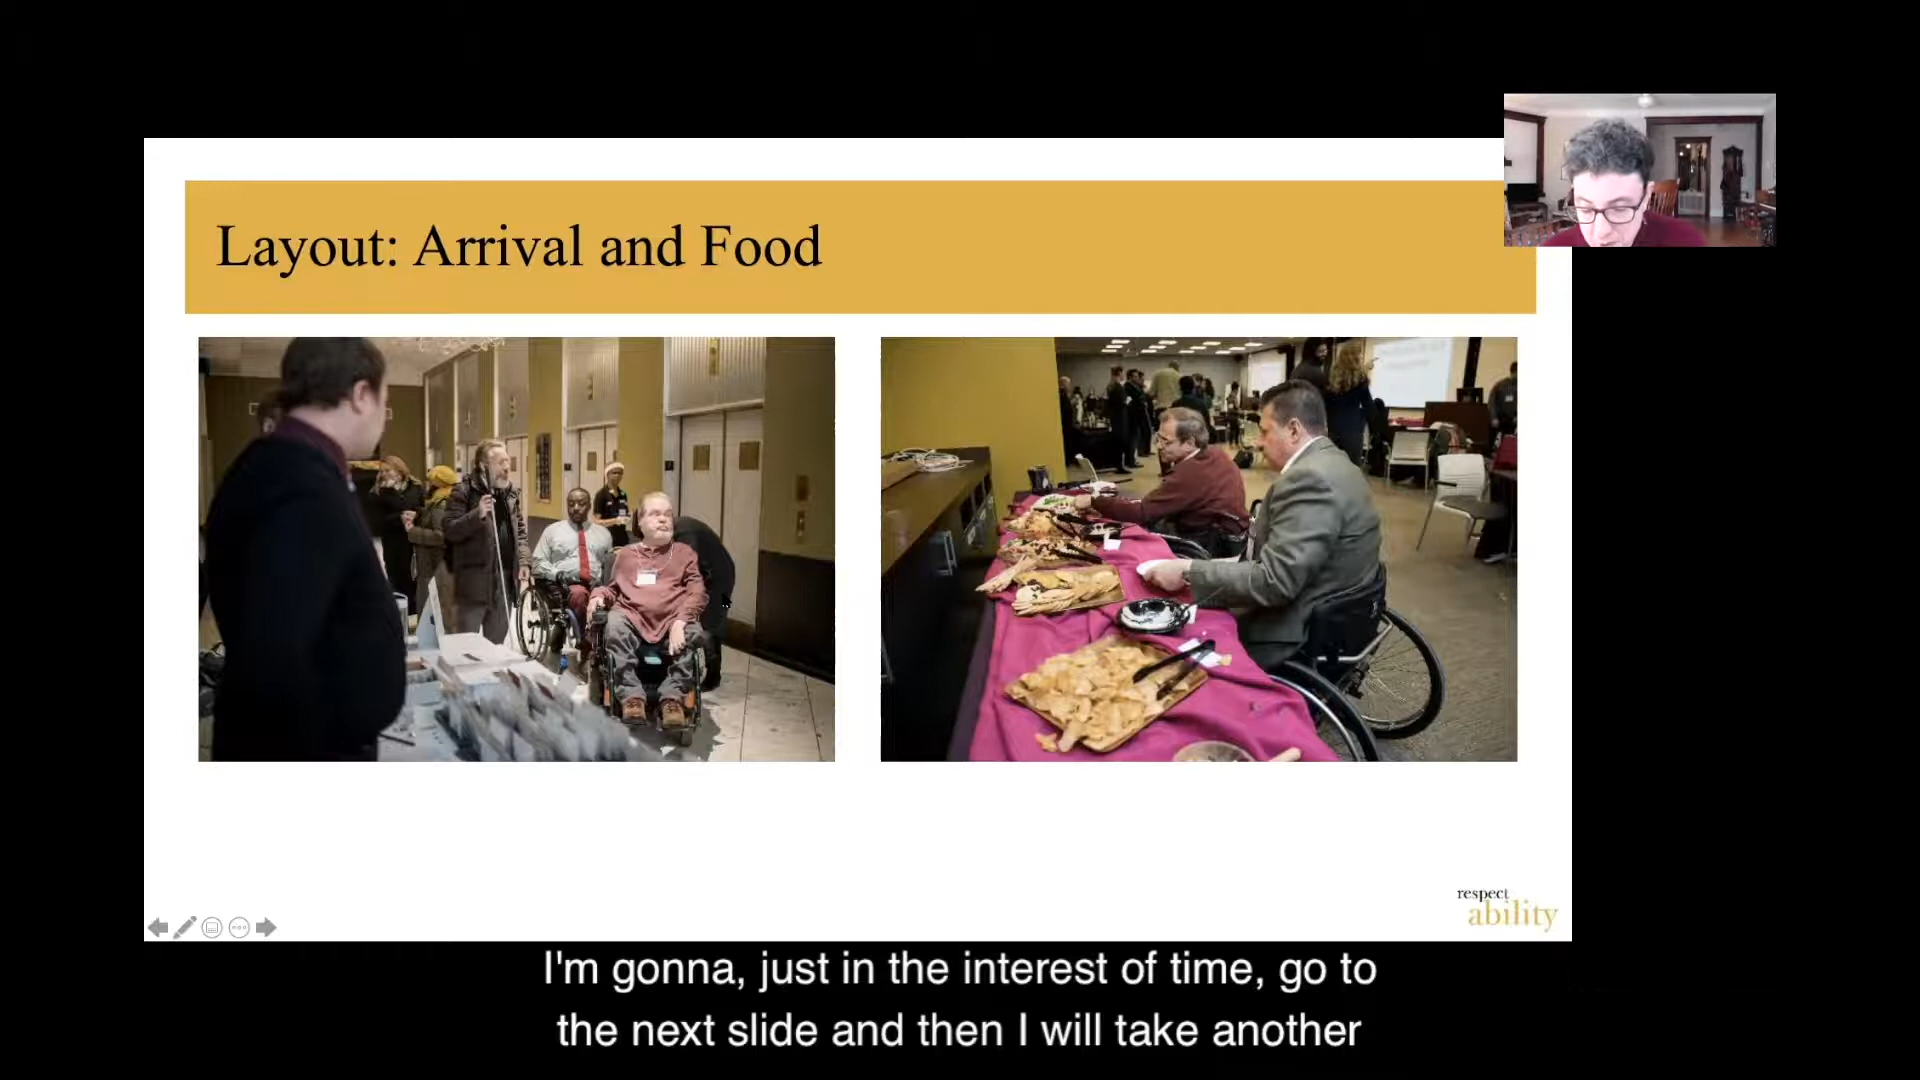 Layout: Arrival and Food
respect
ability
I'm gonna, just in the interest of time, go to
the next slide and then I will take another